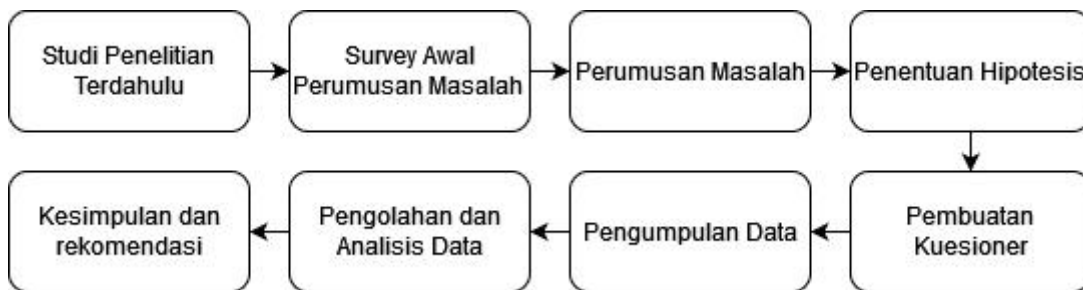 Studi Penelitian
Terdahulu
Survey Awal
Perumusan Masalah
Perumusan Masalah
Penentuan Hipotesis
Pembuatan
Kuesioner
Pengumpulan Data
Pengolahan dan
Analisis Data
Kesimpulan dan
rekomendasi